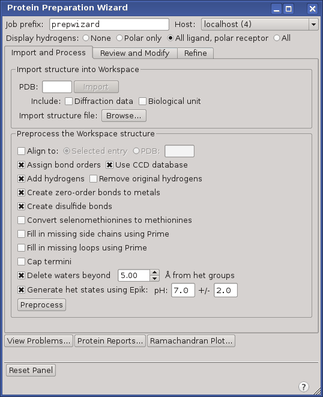 Protein Preparation Wizard
Job prefix: prepwizard Host: localhost (4)
Display hydrogens: None Polar only All ligand, polar receptor All
Import and Process Review and Modify Refine
Import structure into Workspace
PDB: Import
Include: Diffraction data Biological unit
Import structure file: Browse...
Preprocess the Workspace structure
Align to: Selected entry PDB:
Assign bond orders Use CCD database
Add hydrogens Remove original hydrogens
Create zero-order bonds to metals
Create disulfide bonds
Convert selenomethionines to methionines
Fill in missing side chains using Prime
Fill in missing loops using Prime
Cap termini
Delete waters beyond 5.00 Å from het groups
Generate het states using Epik: pH: 7.0 +/- 2.0
Preprocess
View Problems... Protein Reports... Ramachandran Plot...
Reset Panel
?